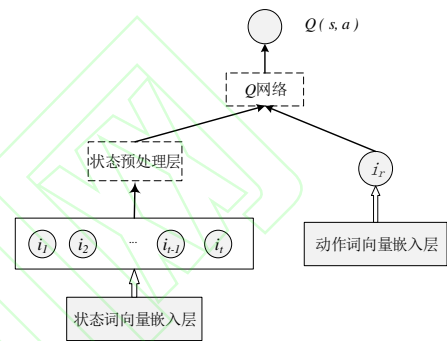 Q ( s, a )
Q网络
状态预处理层
i_r
i_1 i_2 ... i_{t-1} i_t
动作词向量嵌入层
状态词向量嵌入层